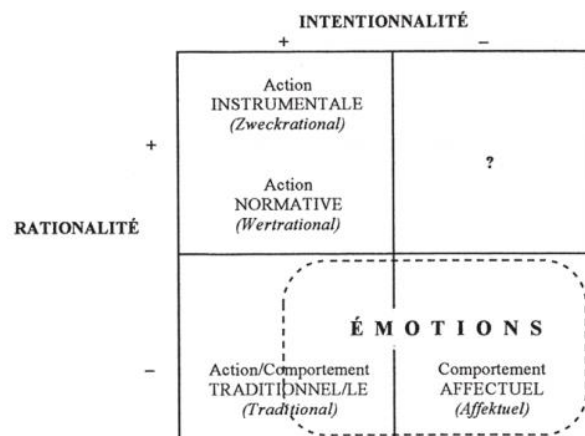 INTENTIONNALITÉ
+ –
Action
INSTRUMENTALE
(Zweckrational)
+
?
Action
NORMATIVE
(Wertrational)
RATIONALITÉ
ÉMOTIONS
–
Action/Comportement
TRADITIONNEL/LE
(Traditional)
Comportement
AFFECTUEL
(Affektuel)